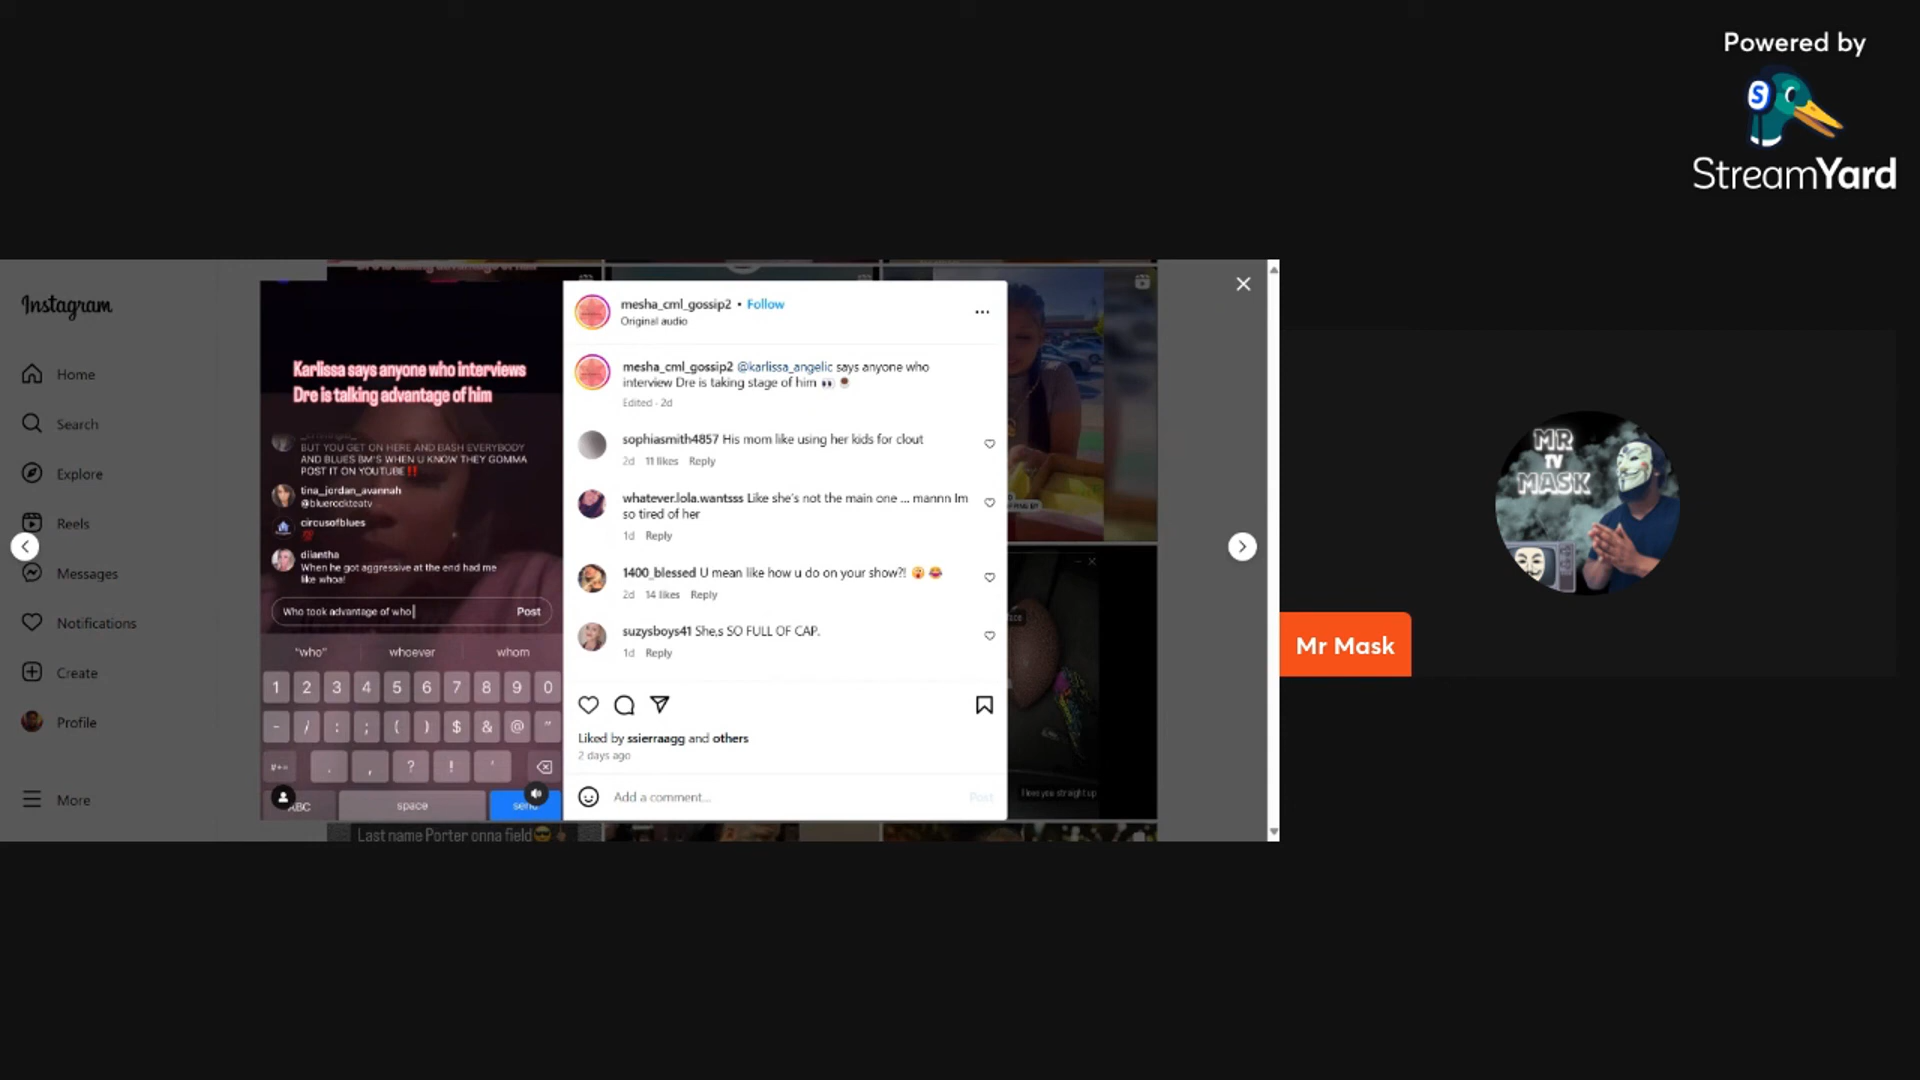 Powered by
StreamYard
Instagram
Home
Search
Explore
Reels
Messages
Notifications
Create
Profile
More
Karlissa says anyone who interviews
Dre is talking advantage of him
BUT YOU GET ON HERE AND BASH EVERYBODY
AND BLUES BM'S WHEN U KNOW THEY GOMMA
POST IT ON YOUTUBE‼️
tina_jordan_avannah
@bluerockteatv
circusofblues
💯
diiantha
When he got aggressive at the end had me
like whoa!
Who took advantage of who Post
"who" whoever whom
1 2 3 4 5 6 7 8 9 0
- / : ; ( ) $ & @ "
#+= . , ? ! '
ABC space send
mesha_cml_gossip2 • Follow
Original audio
...
mesha_cml_gossip2 @karlissa_angelic says anyone who
interview Dre is taking stage of him 👀 ☕
Edited · 2d
sophiasmith4857 His mom like using her kids for clout
2d 11 likes Reply
whatever.lola.wantsss Like she's not the main one ... mannn Im
so tired of her
1d Reply
1400_blessed U mean like how u do on your show?! 😲 😂
2d 14 likes Reply
suzysboys41 She,s SO FULL OF CAP.
1d Reply
Liked by ssierraagg and others
2 days ago
Add a comment... Post
I love you straight up
Last name Porter onna field😎
MR
TV
MASK
Mr Mask